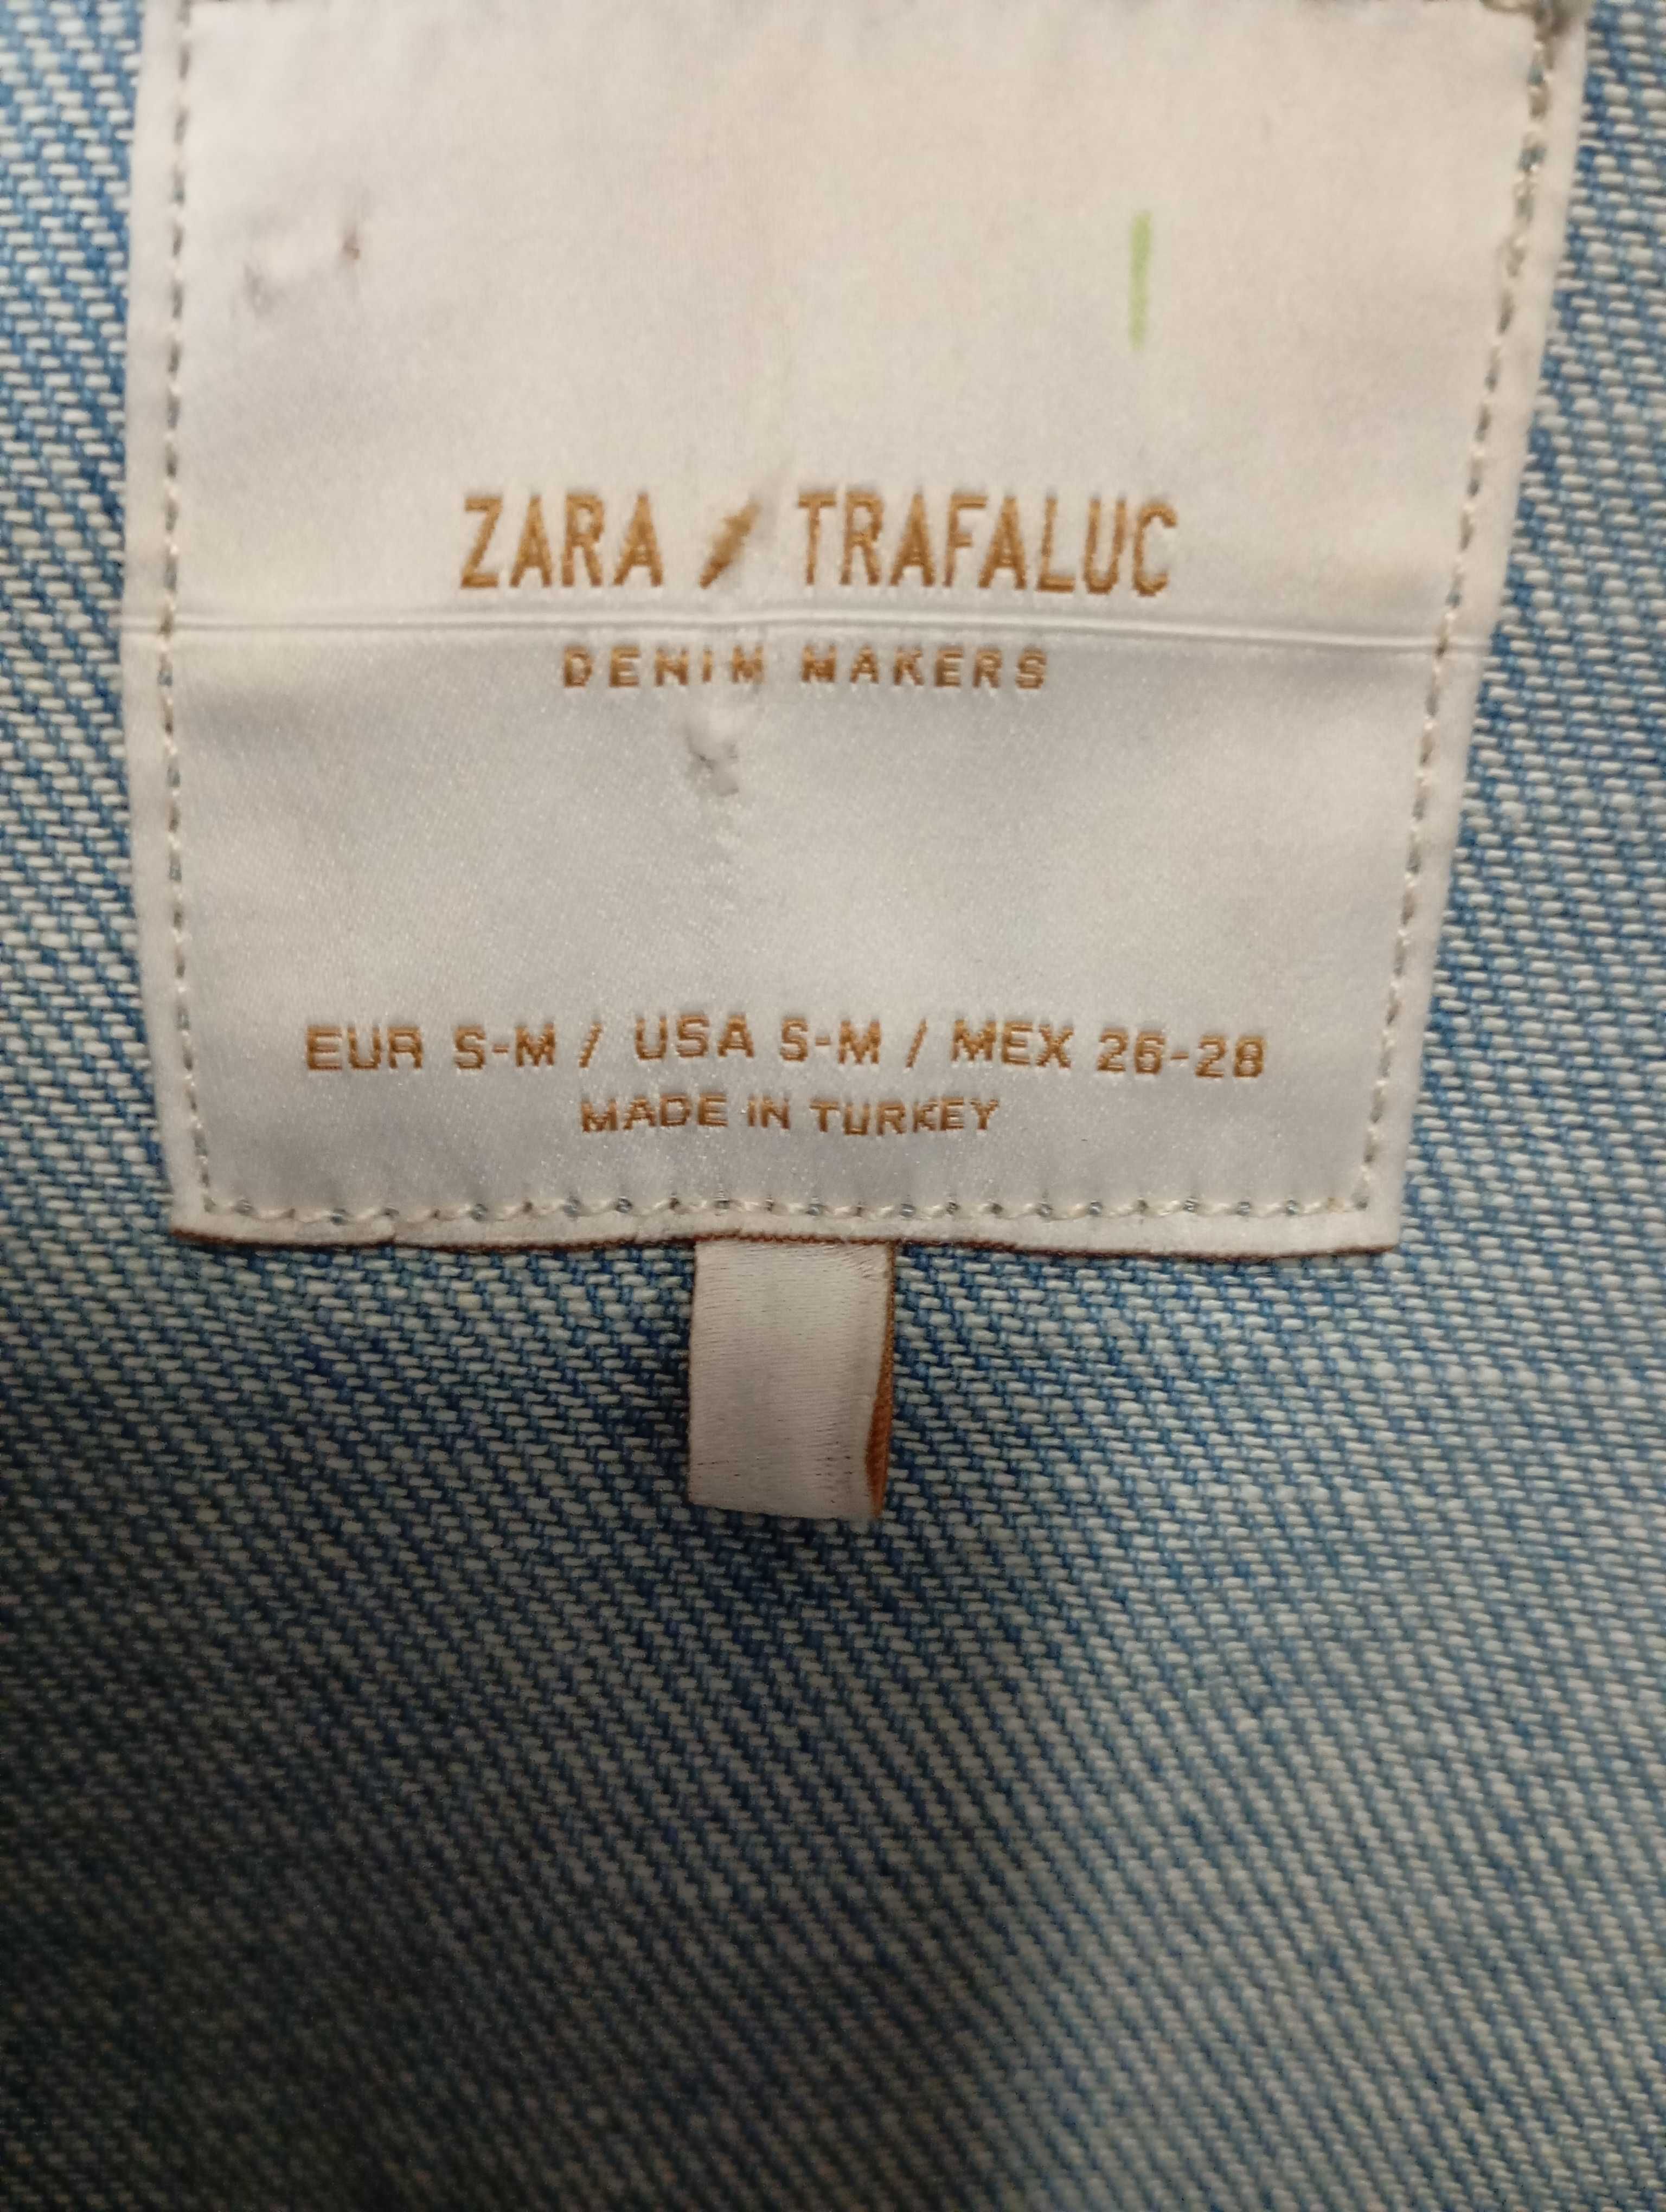 ZARA / TRAFALUC
DENIM MAKERS
EUR S-M / USA S-M / MEX 26-28
MADE IN TURKEY